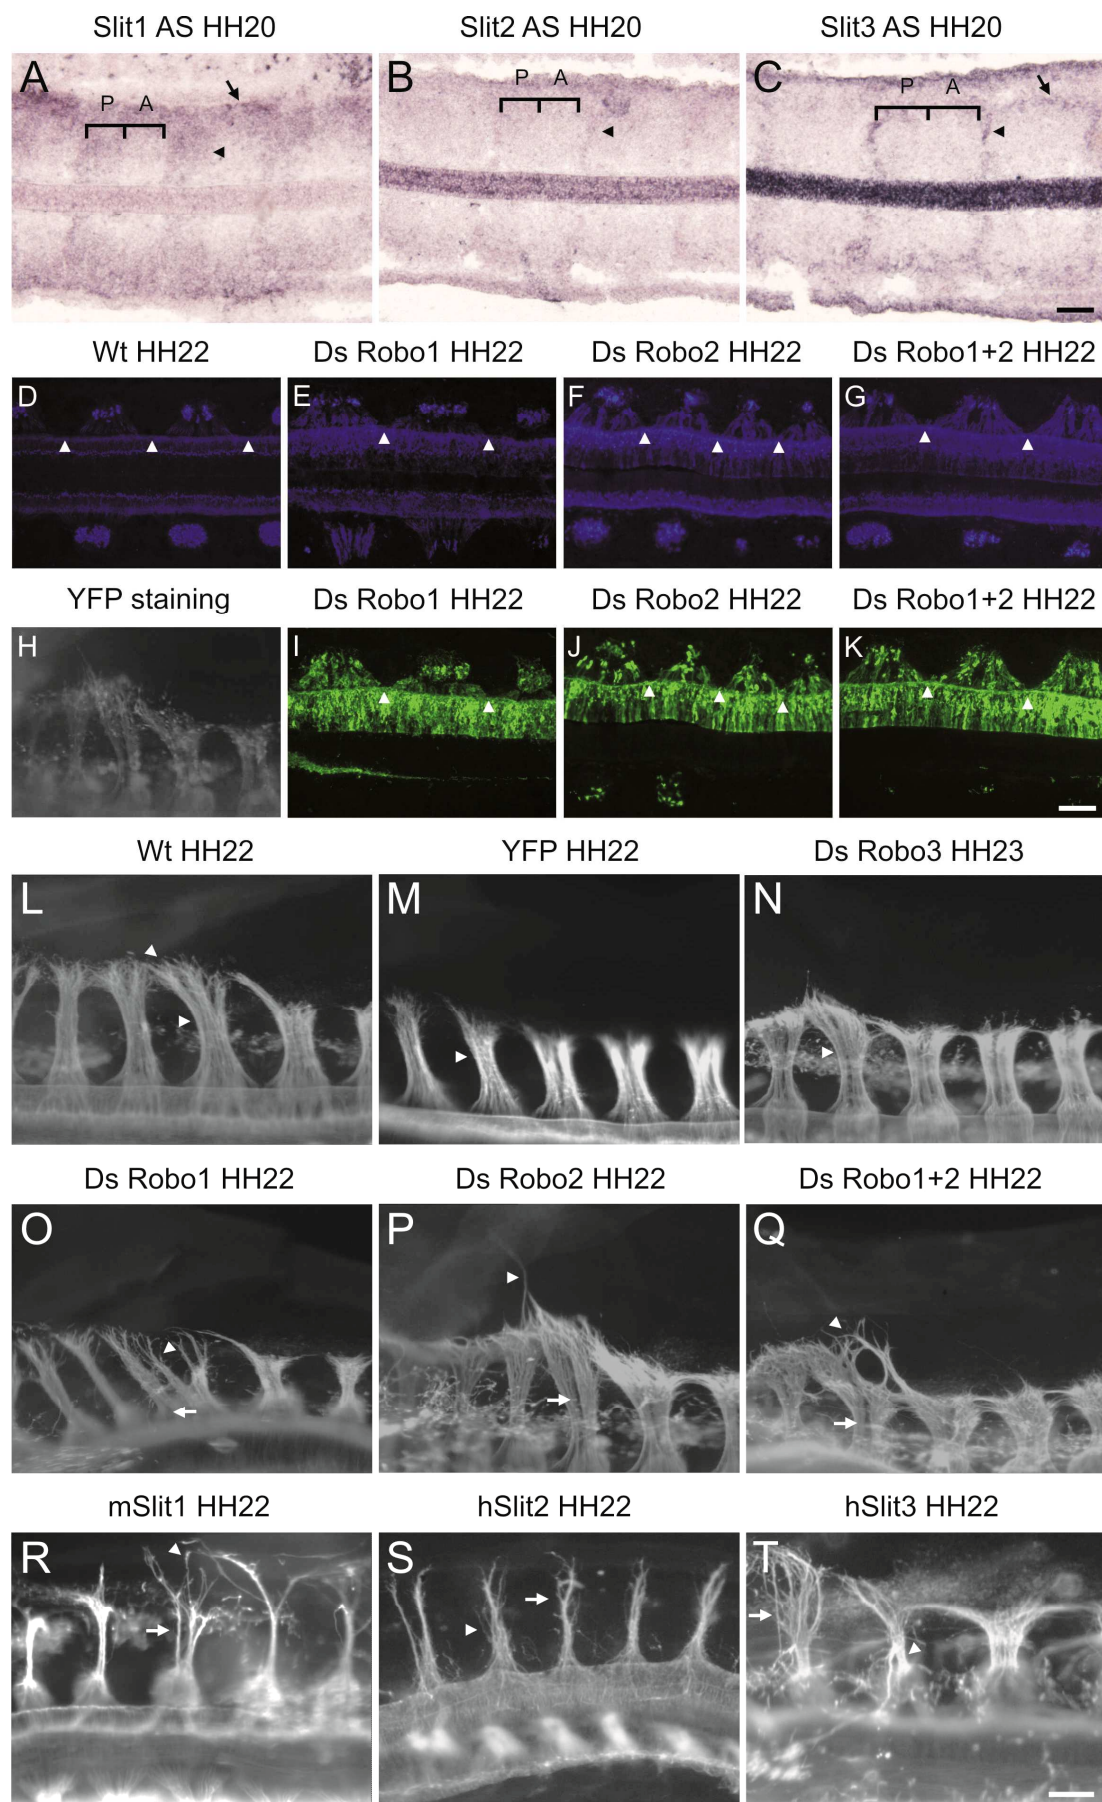 Slit1 AS HH20 Slit2 AS HH20 Slit3 AS HH20
A P A B P A C P A
Wt HH22 Ds Robo1 HH22 Ds Robo2 HH22 Ds Robo1+2 HH22
D E F G
YFP staining Ds Robo1 HH22 Ds Robo2 HH22 Ds Robo1+2 HH22
H I J K
Wt HH22 YFP HH22 Ds Robo3 HH23
L M N
Ds Robo1 HH22 Ds Robo2 HH22 Ds Robo1+2 HH22
O P Q
mSlit1 HH22 hSlit2 HH22 hSlit3 HH22
R S T